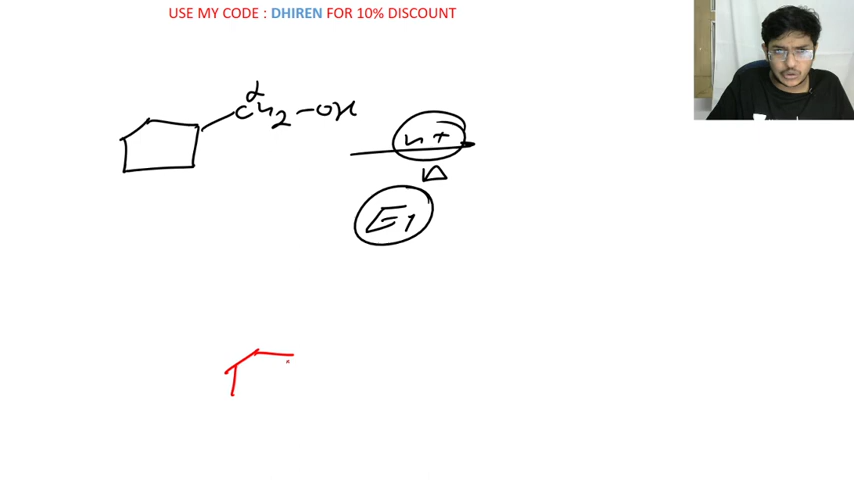 USE MY CODE : DHIREN FOR 10% DISCOUNT
α
CH2-OH
H+
Δ
E1